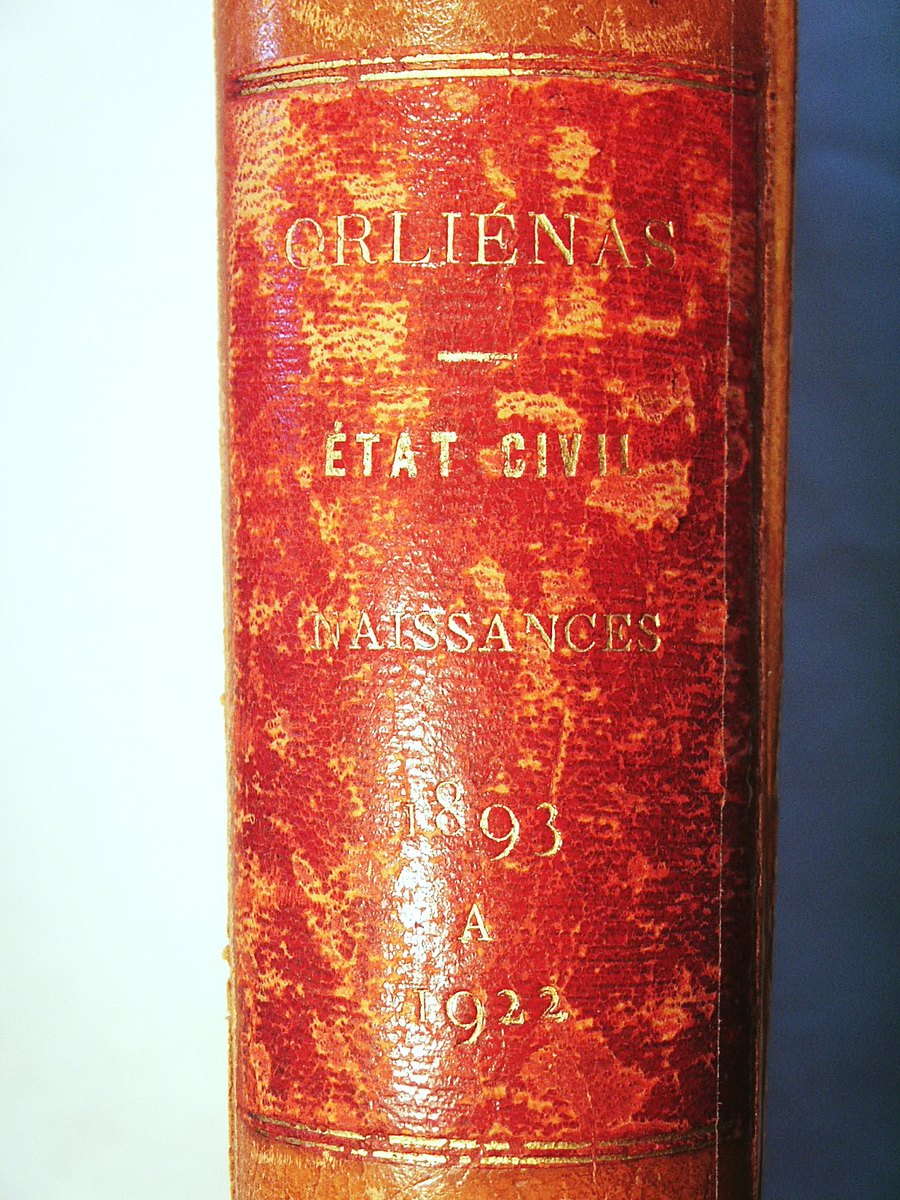 ORLIÉNAS
ÉTAT CIVIL
NAISSANCES
1893
A
1922